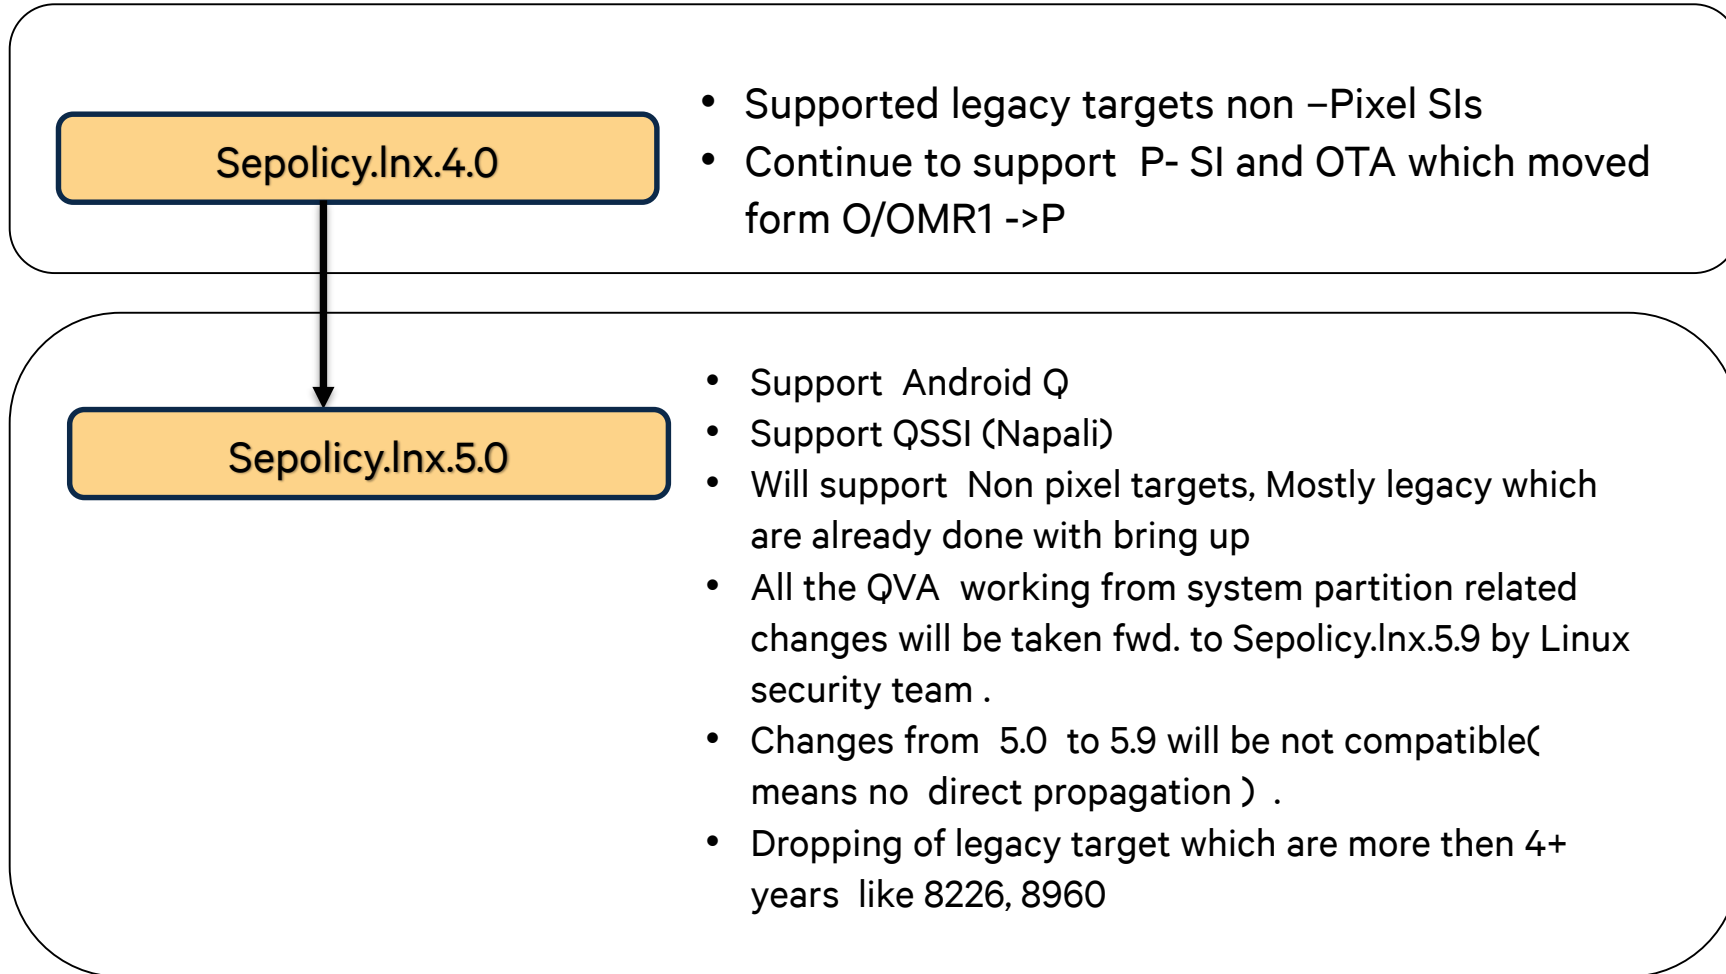 Sepolicy.lnx.4.0
• Supported legacy targets non –Pixel SIs
• Continue to support P- SI and OTA which moved
form O/OMR1 ->P
Sepolicy.lnx.5.0
• Support Android Q
• Support QSSI (Napali)
• Will support Non pixel targets, Mostly legacy which
are already done with bring up
• All the QVA working from system partition related
changes will be taken fwd. to Sepolicy.lnx.5.9 by Linux
security team .
• Changes from 5.0 to 5.9 will be not compatible(
means no direct propagation ) .
• Dropping of legacy target which are more then 4+
years like 8226, 8960